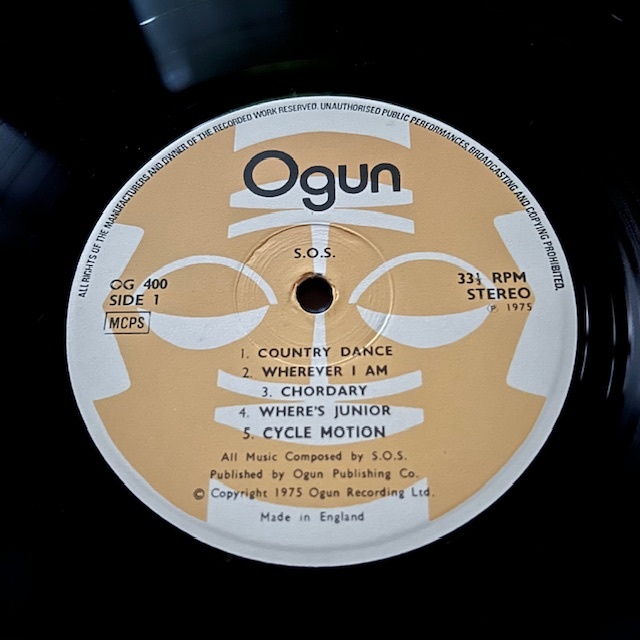 ALL RIGHTS OF THE MANUFACTURERS AND OWNER OF THE RECORDED WORK RESERVED. UNAUTHORISED PUBLIC PERFORMANCES, BROADCASTING AND COPYING PROHIBITED.
Ogun
S.O.S.
OG 400
SIDE 1
MCPS
33⅓ RPM
STEREO
℗ 1975
1. COUNTRY DANCE
2. WHEREVER I AM
3. CHORDARY
4. WHERE'S JUNIOR
5. CYCLE MOTION
All Music Composed by S.O.S.
Published by Ogun Publishing Co.
© Copyright 1975 Ogun Recording Ltd.
Made in England